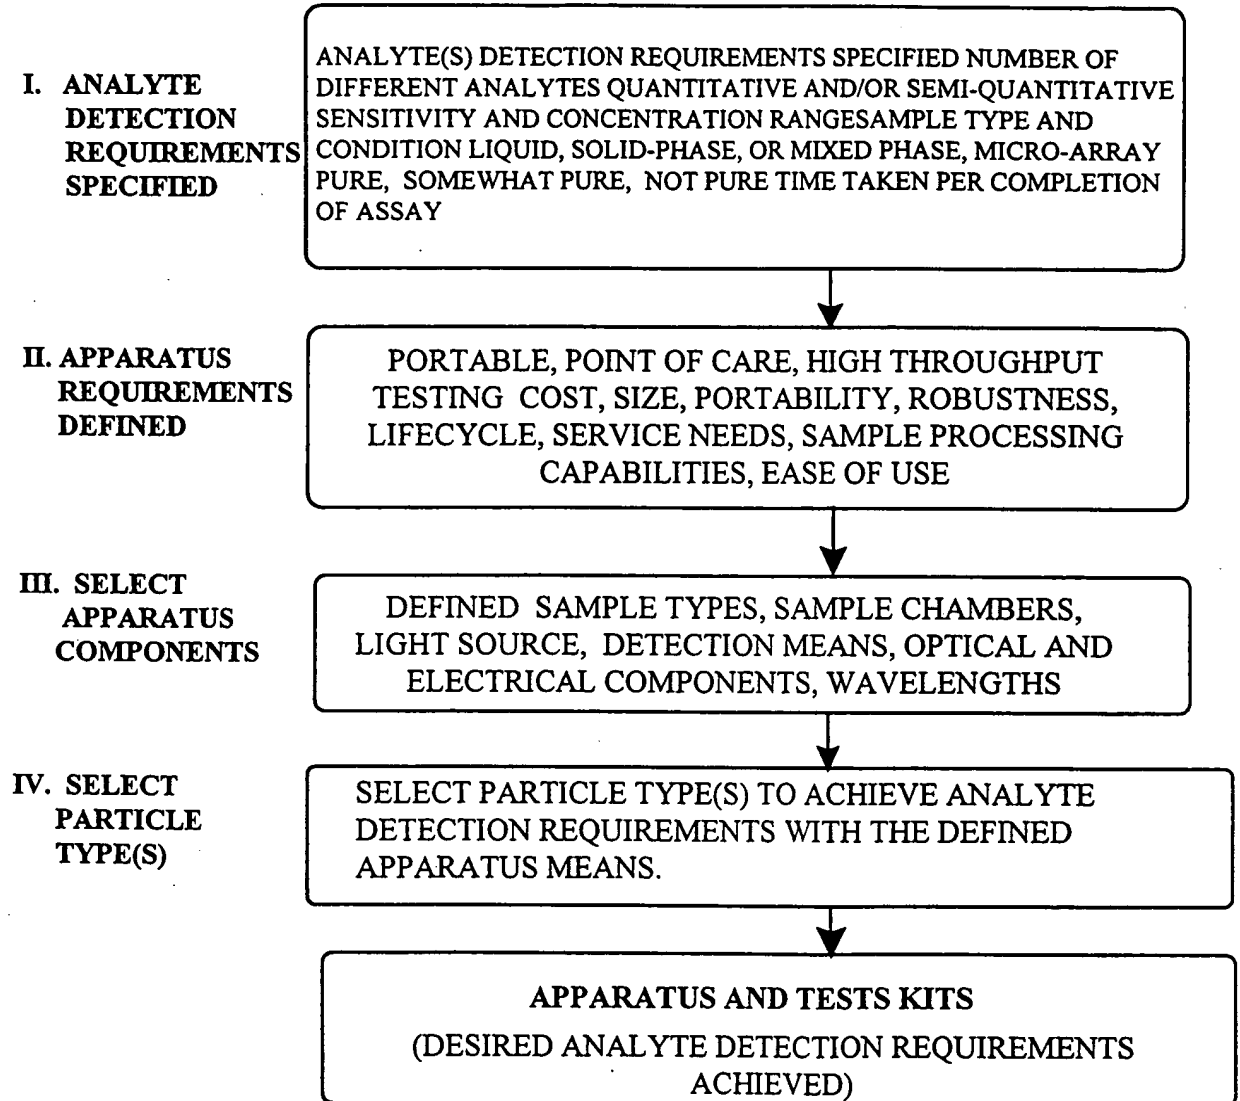 I. ANALYTE
DETECTION
REQUIREMENTS
SPECIFIED
ANALYTE(S) DETECTION REQUIREMENTS SPECIFIED NUMBER OF
DIFFERENT ANALYTES QUANTITATIVE AND/OR SEMI-QUANTITATIVE
SENSITIVITY AND CONCENTRATION RANGESAMPLE TYPE AND
CONDITION LIQUID, SOLID-PHASE, OR MIXED PHASE, MICRO-ARRAY
PURE, SOMEWHAT PURE, NOT PURE TIME TAKEN PER COMPLETION
OF ASSAY
II. APPARATUS
REQUIREMENTS
DEFINED
PORTABLE, POINT OF CARE, HIGH THROUGHPUT
TESTING COST, SIZE, PORTABILITY, ROBUSTNESS,
LIFECYCLE, SERVICE NEEDS, SAMPLE PROCESSING
CAPABILITIES, EASE OF USE
III. SELECT
APPARATUS
COMPONENTS
DEFINED SAMPLE TYPES, SAMPLE CHAMBERS,
LIGHT SOURCE, DETECTION MEANS, OPTICAL AND
ELECTRICAL COMPONENTS, WAVELENGTHS
IV. SELECT
PARTICLE
TYPE(S)
SELECT PARTICLE TYPE(S) TO ACHIEVE ANALYTE
DETECTION REQUIREMENTS WITH THE DEFINED
APPARATUS MEANS.
APPARATUS AND TESTS KITS
(DESIRED ANALYTE DETECTION REQUIREMENTS
ACHIEVED)